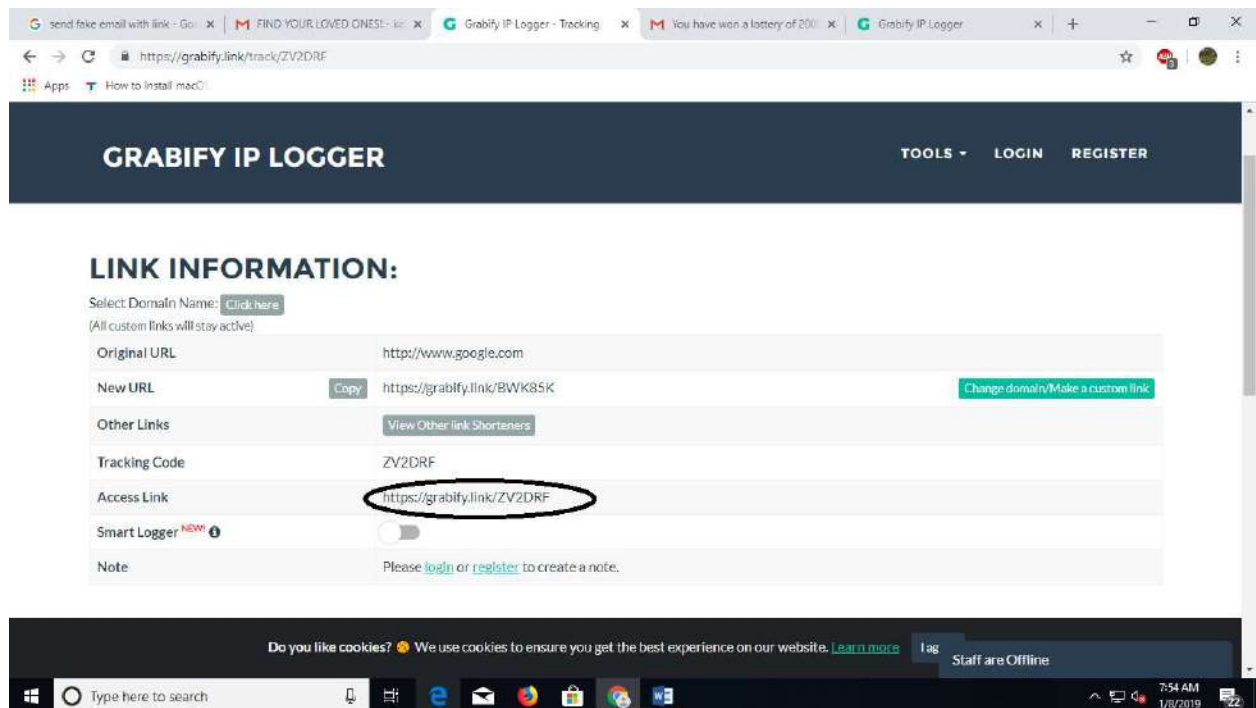 send fake email with link - Go
FIND YOUR LOVED ONES! -
Grabify IP Logger - Tracking
You have won a lottery of 200
Grabify IP Logger
https://grabify.link/track/ZV2DRF
Apps
How to install macO
GRABIFY IP LOGGER
TOOLS
LOGIN
REGISTER
LINK INFORMATION:
Select Domain Name: Click here
(All custom links will stay active)
Original URL http://www.google.com
New URL Copy https://grabify.link/BWK85K Change domain/Make a custom link
Other Links View Other link Shorteners
Tracking Code ZV2DRF
Access Link https://grabify.link/ZV2DRF
Smart Logger NEW!
Note Please login or register to create a note.
Do you like cookies? We use cookies to ensure you get the best experience on our website. Learn more I ag
Staff are Offline
Type here to search
7:54 AM
1/8/2019
22